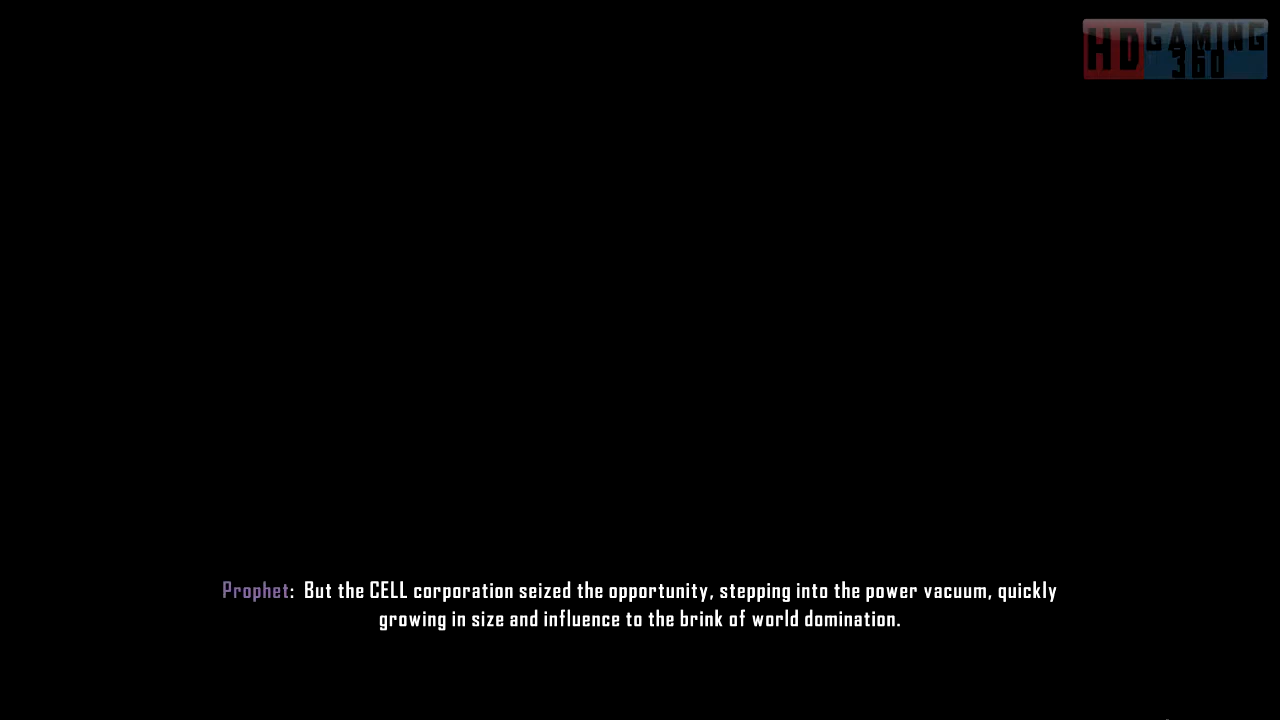 HD GAMING
360
Prophet: But the CELL corporation seized the opportunity, stepping into the power vacuum, quickly
growing in size and influence to the brink of world domination.